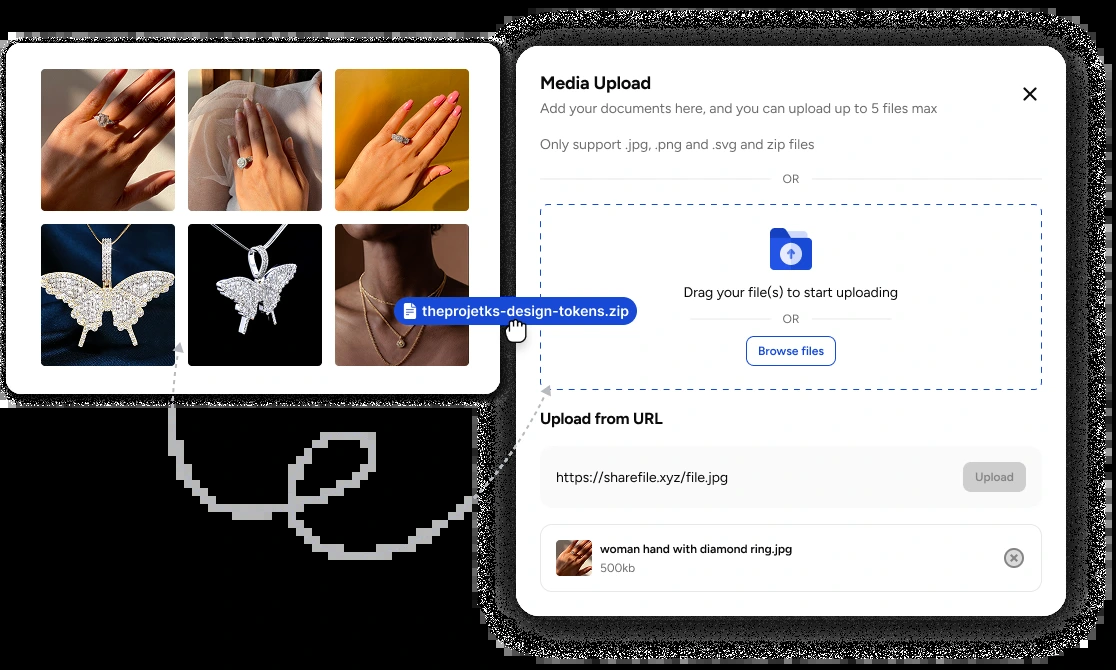 Media Upload
Add your documents here, and you can upload up to 5 files max
Only support .jpg, .png and .svg and zip files
OR
Drag your file(s) to start uploading
theprojetks-design-tokens.zip
OR
Browse files
Upload from URL
https://sharefile.xyz/file.jpg
Upload
woman hand with diamond ring.jpg
500kb